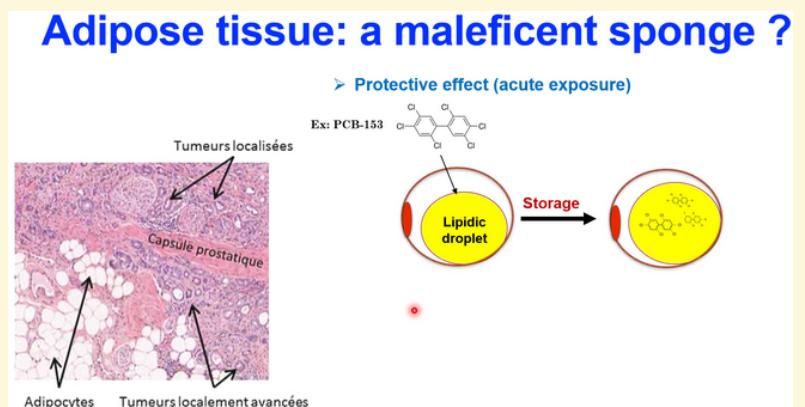 Adipose tissue: a maleficent sponge ?
➤ Protective effect (acute exposure)
Ex: PCB-153
Cl
Cl
Cl
Cl
Cl
Cl
Tumeurs localisées
Capsule prostatique
Adipocytes
Tumeurs localement avancées
Lipidic
droplet
Storage